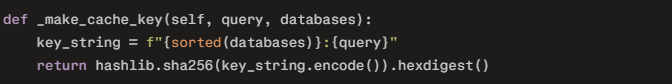 def _make_cache_key(self, query, databases):
    key_string = f"{sorted(databases)}:{query}"
    return hashlib.sha256(key_string.encode()).hexdigest()